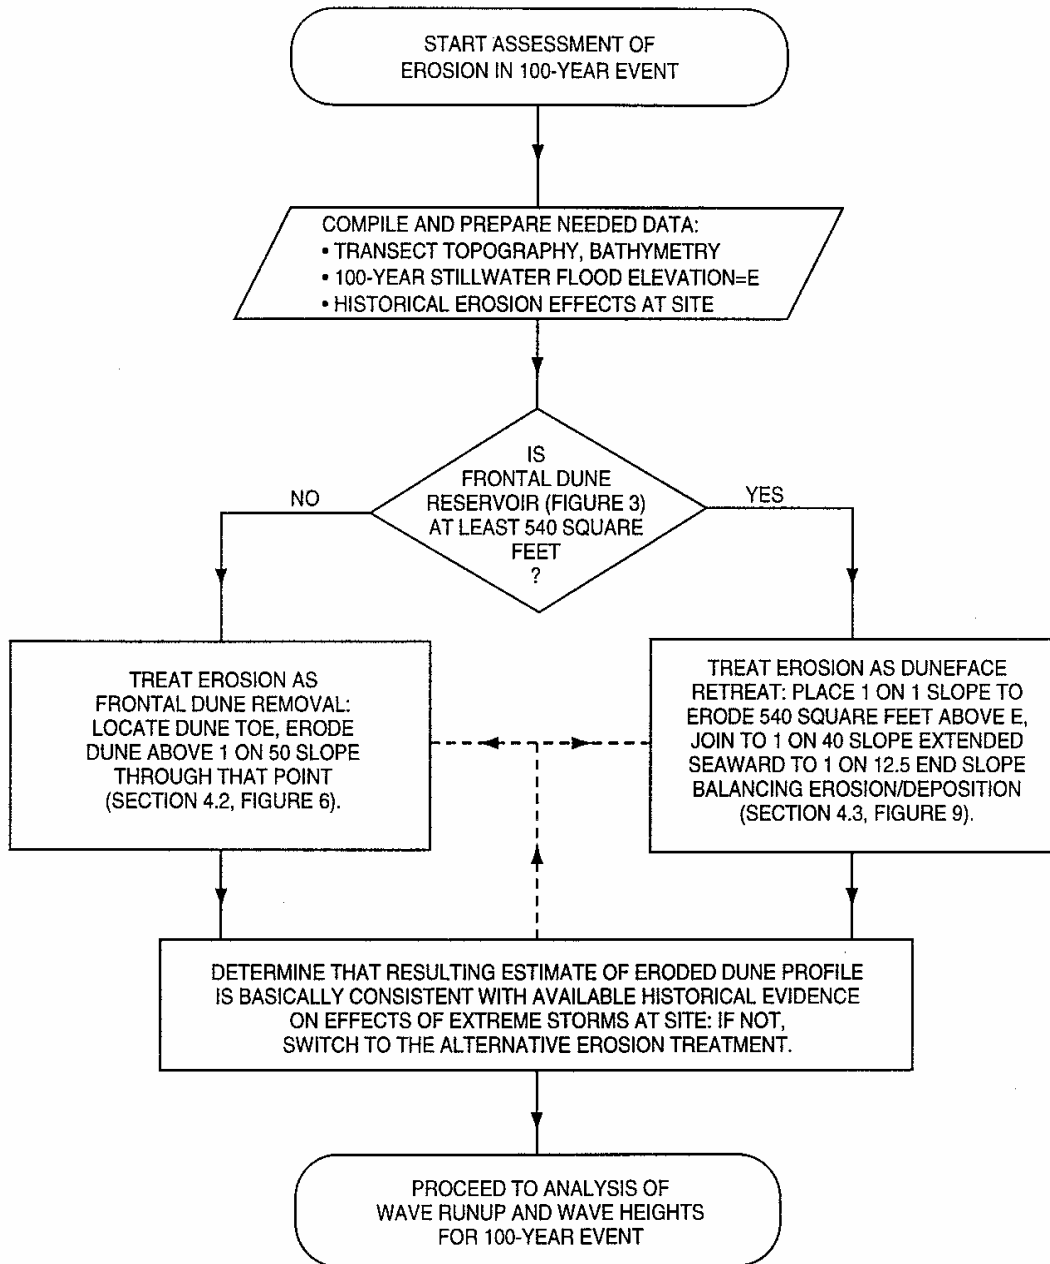 START ASSESSMENT OF
EROSION IN 100-YEAR EVENT
COMPILE AND PREPARE NEEDED DATA:
• TRANSECT TOPOGRAPHY, BATHYMETRY
• 100-YEAR STILLWATER FLOOD ELEVATION=E
• HISTORICAL EROSION EFFECTS AT SITE
IS
FRONTAL DUNE
RESERVOIR (FIGURE 3)
AT LEAST 540 SQUARE
FEET
?
NO
YES
TREAT EROSION AS
FRONTAL DUNE REMOVAL:
LOCATE DUNE TOE, ERODE
DUNE ABOVE 1 ON 50 SLOPE
THROUGH THAT POINT
(SECTION 4.2, FIGURE 6).
TREAT EROSION AS DUNEFACE
RETREAT: PLACE 1 ON 1 SLOPE TO
ERODE 540 SQUARE FEET ABOVE E,
JOIN TO 1 ON 40 SLOPE EXTENDED
SEAWARD TO 1 ON 12.5 END SLOPE
BALANCING EROSION/DEPOSITION
(SECTION 4.3, FIGURE 9).
DETERMINE THAT RESULTING ESTIMATE OF ERODED DUNE PROFILE
IS BASICALLY CONSISTENT WITH AVAILABLE HISTORICAL EVIDENCE
ON EFFECTS OF EXTREME STORMS AT SITE: IF NOT,
SWITCH TO THE ALTERNATIVE EROSION TREATMENT.
PROCEED TO ANALYSIS OF
WAVE RUNUP AND WAVE HEIGHTS
FOR 100-YEAR EVENT